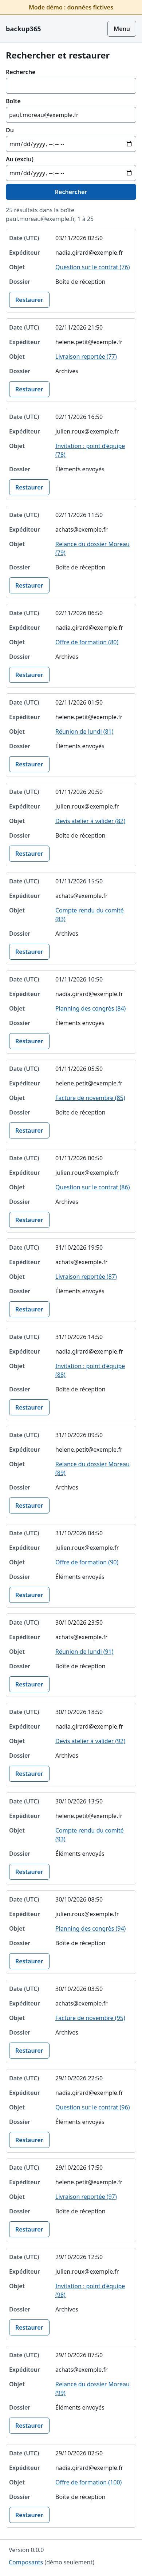 Mode démo : données fictives
backup365
Menu
Rechercher et restaurer
Recherche
Boîte
paul.moreau@exemple.fr
Du
mm/dd/yyyy, --:-- --
Au (exclu)
mm/dd/yyyy, --:-- --
Rechercher
25 résultats dans la boîte
paul.moreau@exemple.fr, 1 à 25
Date (UTC) 03/11/2026 02:50
Expéditeur nadia.girard@exemple.fr
Objet Question sur le contrat (76)
Dossier Boîte de réception
Restaurer
Date (UTC) 02/11/2026 21:50
Expéditeur helene.petit@exemple.fr
Objet Livraison reportée (77)
Dossier Archives
Restaurer
Date (UTC) 02/11/2026 16:50
Expéditeur julien.roux@exemple.fr
Objet Invitation : point d’équipe
(78)
Dossier Éléments envoyés
Restaurer
Date (UTC) 02/11/2026 11:50
Expéditeur achats@exemple.fr
Objet Relance du dossier Moreau
(79)
Dossier Boîte de réception
Restaurer
Date (UTC) 02/11/2026 06:50
Expéditeur nadia.girard@exemple.fr
Objet Offre de formation (80)
Dossier Archives
Restaurer
Date (UTC) 02/11/2026 01:50
Expéditeur helene.petit@exemple.fr
Objet Réunion de lundi (81)
Dossier Éléments envoyés
Restaurer
Date (UTC) 01/11/2026 20:50
Expéditeur julien.roux@exemple.fr
Objet Devis atelier à valider (82)
Dossier Boîte de réception
Restaurer
Date (UTC) 01/11/2026 15:50
Expéditeur achats@exemple.fr
Objet Compte rendu du comité
(83)
Dossier Archives
Restaurer
Date (UTC) 01/11/2026 10:50
Expéditeur nadia.girard@exemple.fr
Objet Planning des congrès (84)
Dossier Éléments envoyés
Restaurer
Date (UTC) 01/11/2026 05:50
Expéditeur helene.petit@exemple.fr
Objet Facture de novembre (85)
Dossier Boîte de réception
Restaurer
Date (UTC) 01/11/2026 00:50
Expéditeur julien.roux@exemple.fr
Objet Question sur le contrat (86)
Dossier Archives
Restaurer
Date (UTC) 31/10/2026 19:50
Expéditeur achats@exemple.fr
Objet Livraison reportée (87)
Dossier Éléments envoyés
Restaurer
Date (UTC) 31/10/2026 14:50
Expéditeur nadia.girard@exemple.fr
Objet Invitation : point d’équipe
(88)
Dossier Boîte de réception
Restaurer
Date (UTC) 31/10/2026 09:50
Expéditeur helene.petit@exemple.fr
Objet Relance du dossier Moreau
(89)
Dossier Archives
Restaurer
Date (UTC) 31/10/2026 04:50
Expéditeur julien.roux@exemple.fr
Objet Offre de formation (90)
Dossier Éléments envoyés
Restaurer
Date (UTC) 30/10/2026 23:50
Expéditeur achats@exemple.fr
Objet Réunion de lundi (91)
Dossier Boîte de réception
Restaurer
Date (UTC) 30/10/2026 18:50
Expéditeur nadia.girard@exemple.fr
Objet Devis atelier à valider (92)
Dossier Archives
Restaurer
Date (UTC) 30/10/2026 13:50
Expéditeur helene.petit@exemple.fr
Objet Compte rendu du comité
(93)
Dossier Éléments envoyés
Restaurer
Date (UTC) 30/10/2026 08:50
Expéditeur julien.roux@exemple.fr
Objet Planning des congrès (94)
Dossier Boîte de réception
Restaurer
Date (UTC) 30/10/2026 03:50
Expéditeur achats@exemple.fr
Objet Facture de novembre (95)
Dossier Archives
Restaurer
Date (UTC) 29/10/2026 22:50
Expéditeur nadia.girard@exemple.fr
Objet Question sur le contrat (96)
Dossier Éléments envoyés
Restaurer
Date (UTC) 29/10/2026 17:50
Expéditeur helene.petit@exemple.fr
Objet Livraison reportée (97)
Dossier Boîte de réception
Restaurer
Date (UTC) 29/10/2026 12:50
Expéditeur julien.roux@exemple.fr
Objet Invitation : point d’équipe
(98)
Dossier Archives
Restaurer
Date (UTC) 29/10/2026 07:50
Expéditeur achats@exemple.fr
Objet Relance du dossier Moreau
(99)
Dossier Éléments envoyés
Restaurer
Date (UTC) 29/10/2026 02:50
Expéditeur nadia.girard@exemple.fr
Objet Offre de formation (100)
Dossier Boîte de réception
Restaurer
Version 0.0.0
Composants (démo seulement)